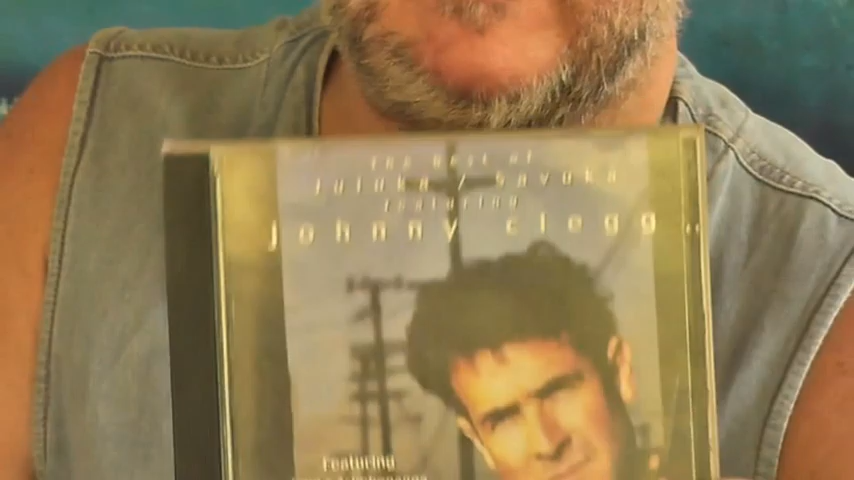 the best of
juluka / savuka
featuring
johnny clegg
Featuring